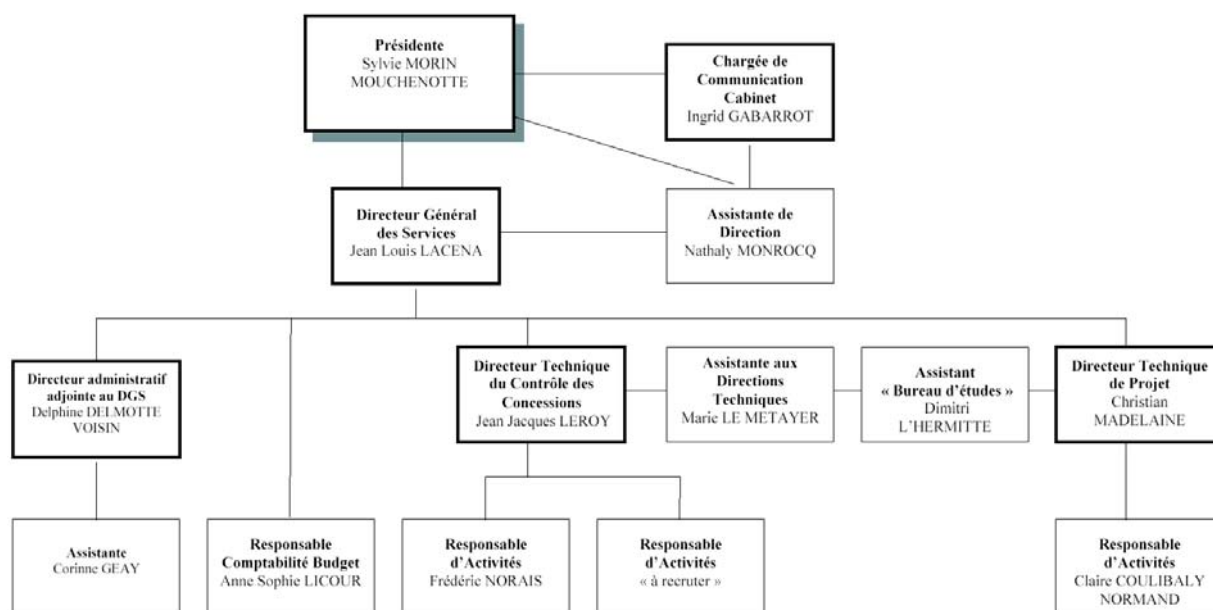 Présidente
Sylvie MORIN
MOUCHENOTTE
Chargée de
Communication
Cabinet
Ingrid GABARROT
Directeur Général
des Services
Jean Louis LACENA
Assistante de
Direction
Nathaly MONROCQ
Directeur administratif
adjointe au DGS
Delphine DELMOTTE
VOISIN
Directeur Technique
du Contrôle des
Concessions
Jean Jacques LEROY
Assistante aux
Directions
Techniques
Marie LE METAYER
Assistant
« Bureau d'études »
Dimitri
L'HERMITTE
Directeur Technique
de Projet
Christian
MADELAINE
Assistante
Corinne GEAY
Responsable
Comptabilité Budget
Anne Sophie LICOUR
Responsable
d'Activités
Frédéric NORAIS
Responsable
d'Activités
« à recruter »
Responsable
d'Activités
Claire COULIBALY
NORMAND